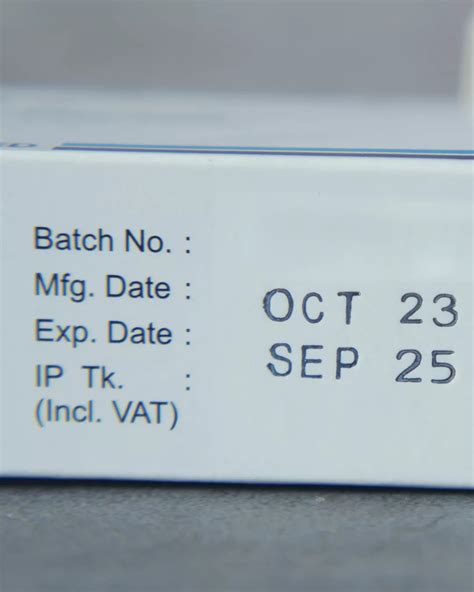 Batch No. :
Mfg. Date : OCT 23
Exp. Date : SEP 25
IP Tk. :
(Incl. VAT)